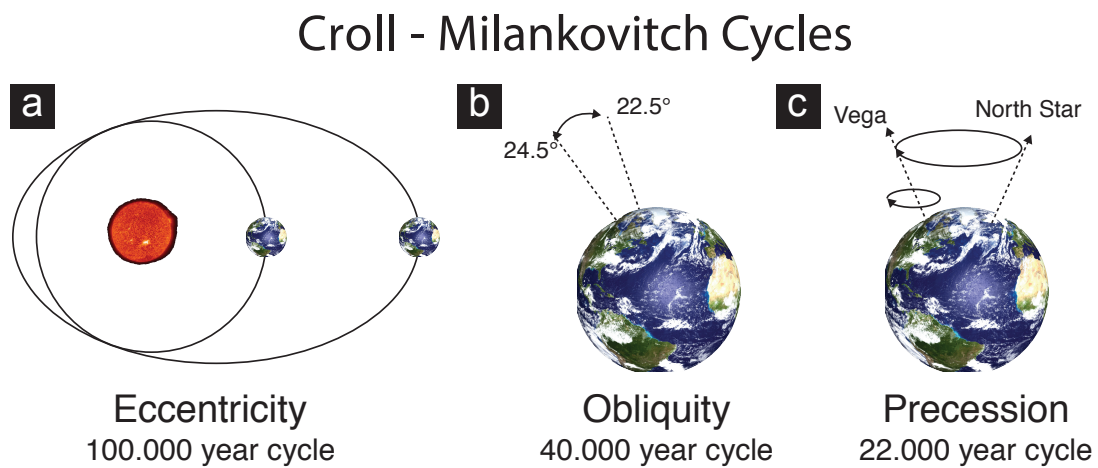 Croll - Milankovitch Cycles
a
Eccentricity
100.000 year cycle
b
22.5°
24.5°
Obliquity
40.000 year cycle
c
Vega
North Star
Precession
22.000 year cycle